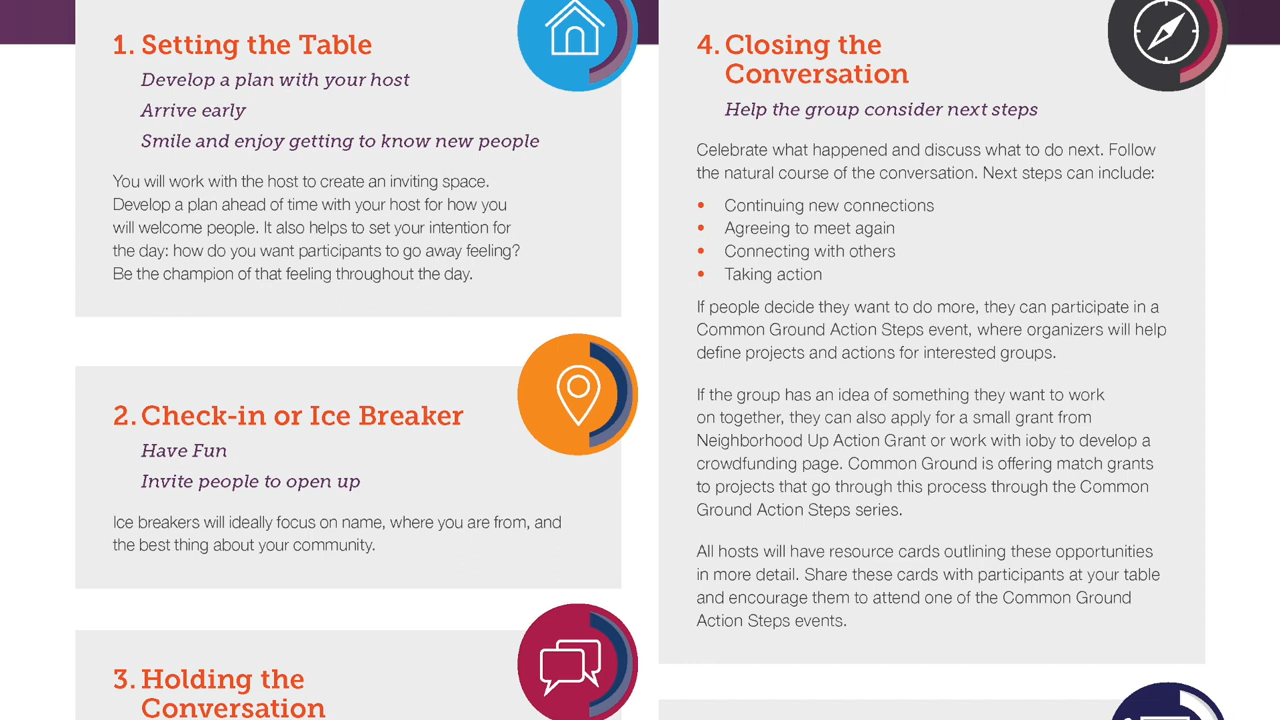 1. Setting the Table
Develop a plan with your host
Arrive early
Smile and enjoy getting to know new people
You will work with the host to create an inviting space.
Develop a plan ahead of time with your host for how you
will welcome people. It also helps to set your intention for
the day: how do you want participants to go away feeling?
Be the champion of that feeling throughout the day.
2. Check-in or Ice Breaker
Have Fun
Invite people to open up
Ice breakers will ideally focus on name, where you are from, and
the best thing about your community.
3. Holding the
Conversation
4. Closing the
Conversation
Help the group consider next steps
Celebrate what happened and discuss what to do next. Follow
the natural course of the conversation. Next steps can include:
• Continuing new connections
• Agreeing to meet again
• Connecting with others
• Taking action
If people decide they want to do more, they can participate in a
Common Ground Action Steps event, where organizers will help
define projects and actions for interested groups.
If the group has an idea of something they want to work
on together, they can also apply for a small grant from
Neighborhood Up Action Grant or work with ioby to develop a
crowdfunding page. Common Ground is offering match grants
to projects that go through this process through the Common
Ground Action Steps series.
All hosts will have resource cards outlining these opportunities
in more detail. Share these cards with participants at your table
and encourage them to attend one of the Common Ground
Action Steps events.